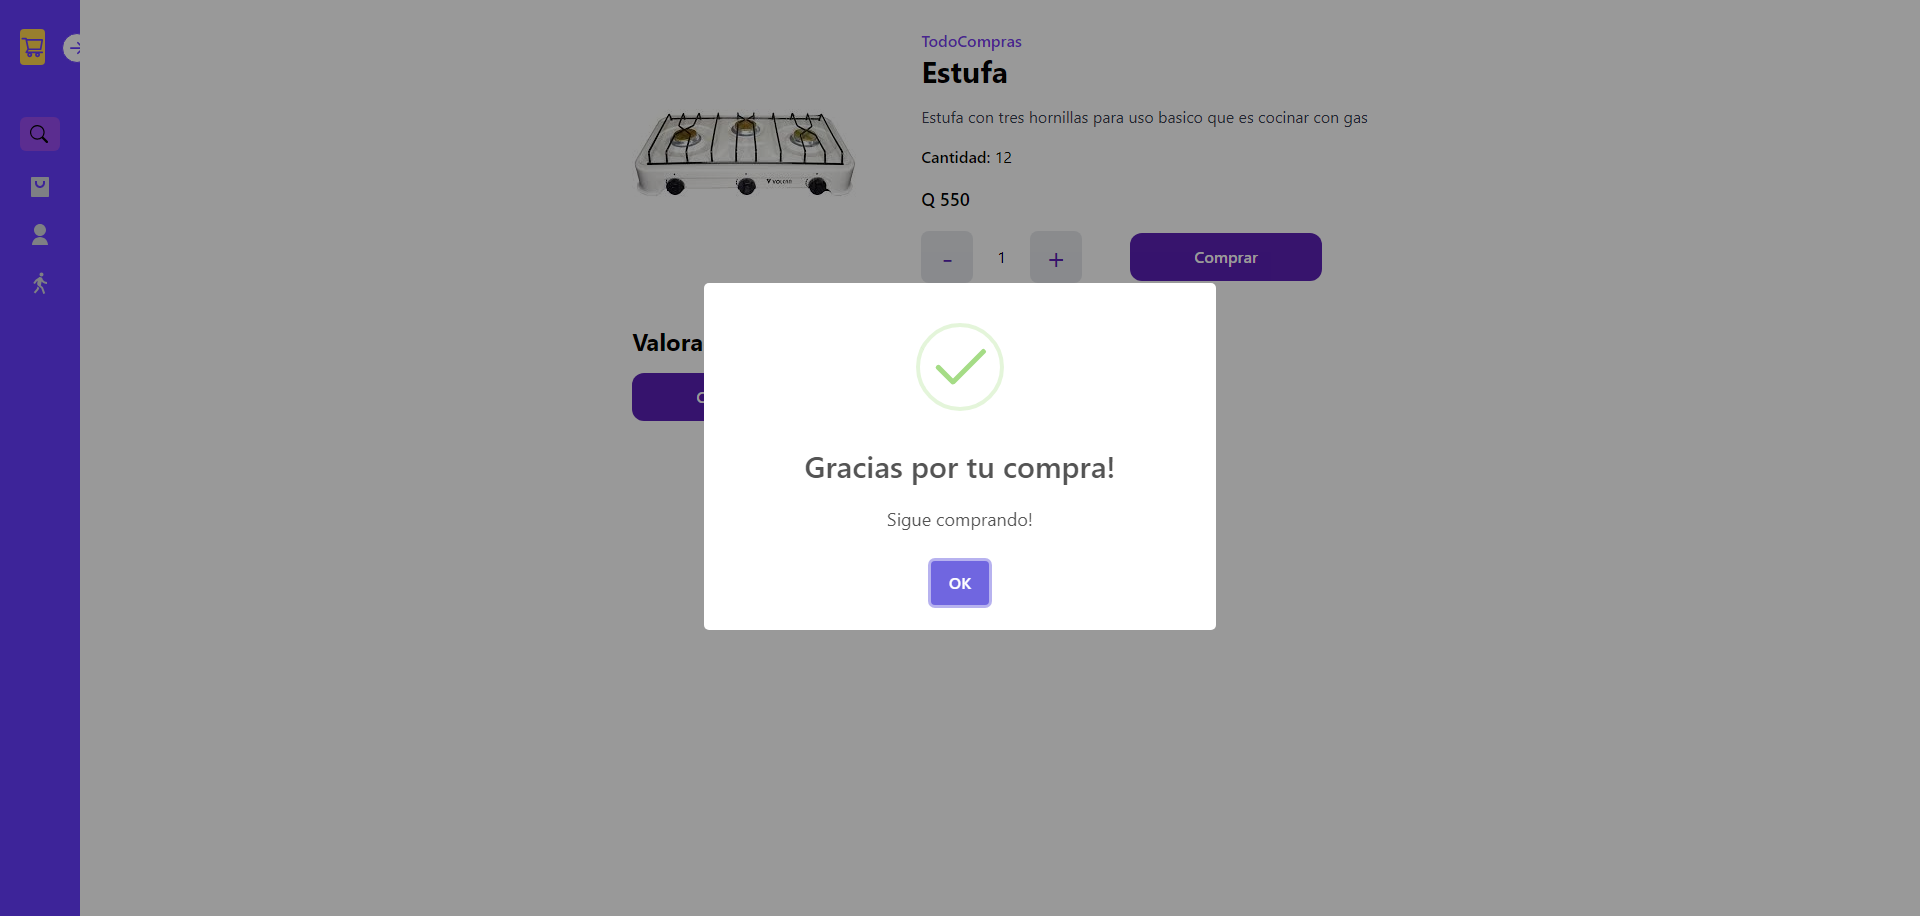 TodoCompras
Estufa
Estufa con tres hornillas para uso basico que es cocinar con gas
Cantidad: 12
Q 550
- 1 +
Comprar
VOLCAN
Valora
Gracias por tu compra!
Sigue comprando!
OK